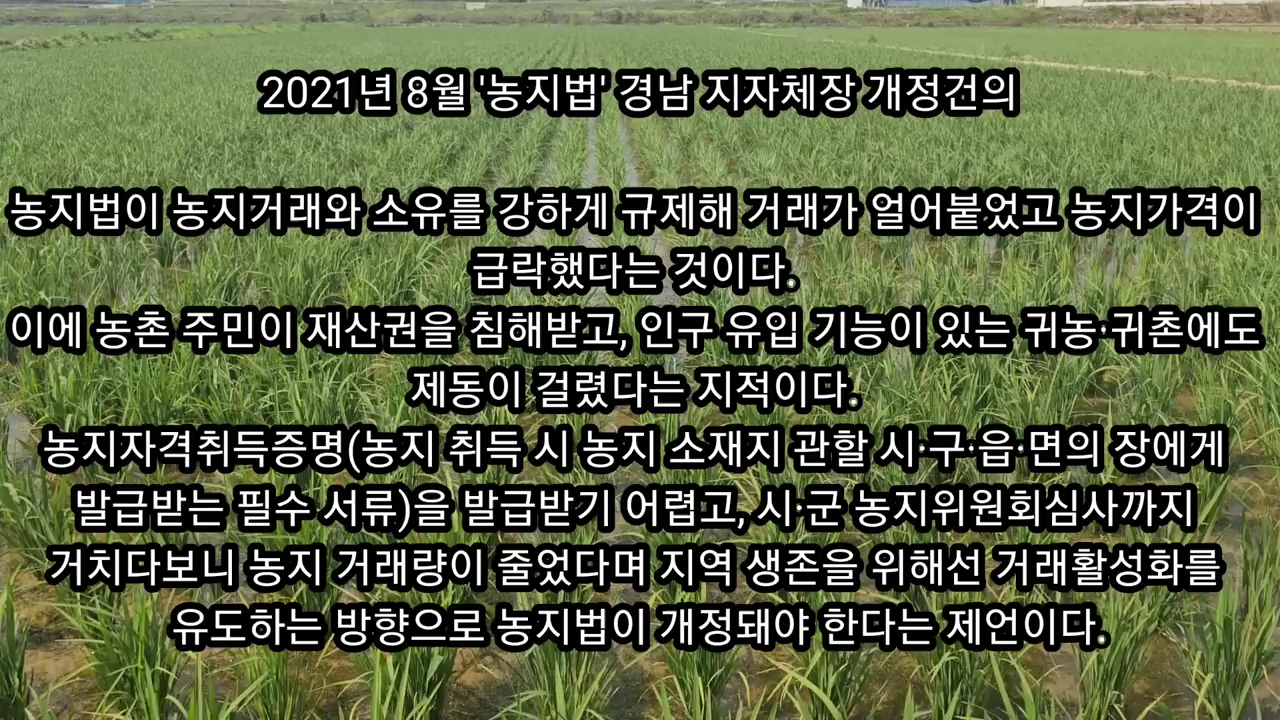 2021년 8월 '농지법' 경남 지자체장 개정건의
농지법이 농지거래와 소유를 강하게 규제해 거래가 얼어붙었고 농지가격이
급락했다는 것이다.
이에 농촌 주민이 재산권을 침해받고, 인구 유입 기능이 있는 귀농·귀촌에도
제동이 걸렸다는 지적이다.
농지자격취득증명(농지 취득 시 농지 소재지 관할 시·구·읍·면의 장에게
발급받는 필수 서류)을 발급받기 어렵고, 시·군 농지위원회심사까지
거치다보니 농지 거래량이 줄었다며 지역 생존을 위해선 거래활성화를
유도하는 방향으로 농지법이 개정돼야 한다는 제언이다.